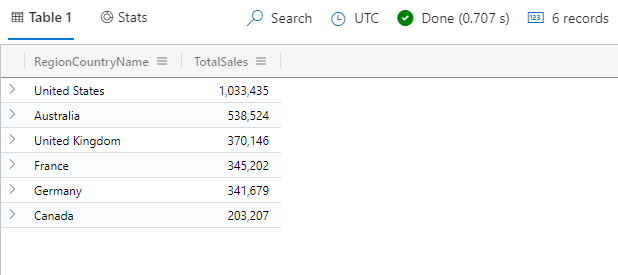 Table 1 Stats Search UTC Done (0.707 s) 123 6 records
RegionCountryName TotalSales
United States 1,033,435
Australia 538,524
United Kingdom 370,146
France 345,202
Germany 341,679
Canada 203,207